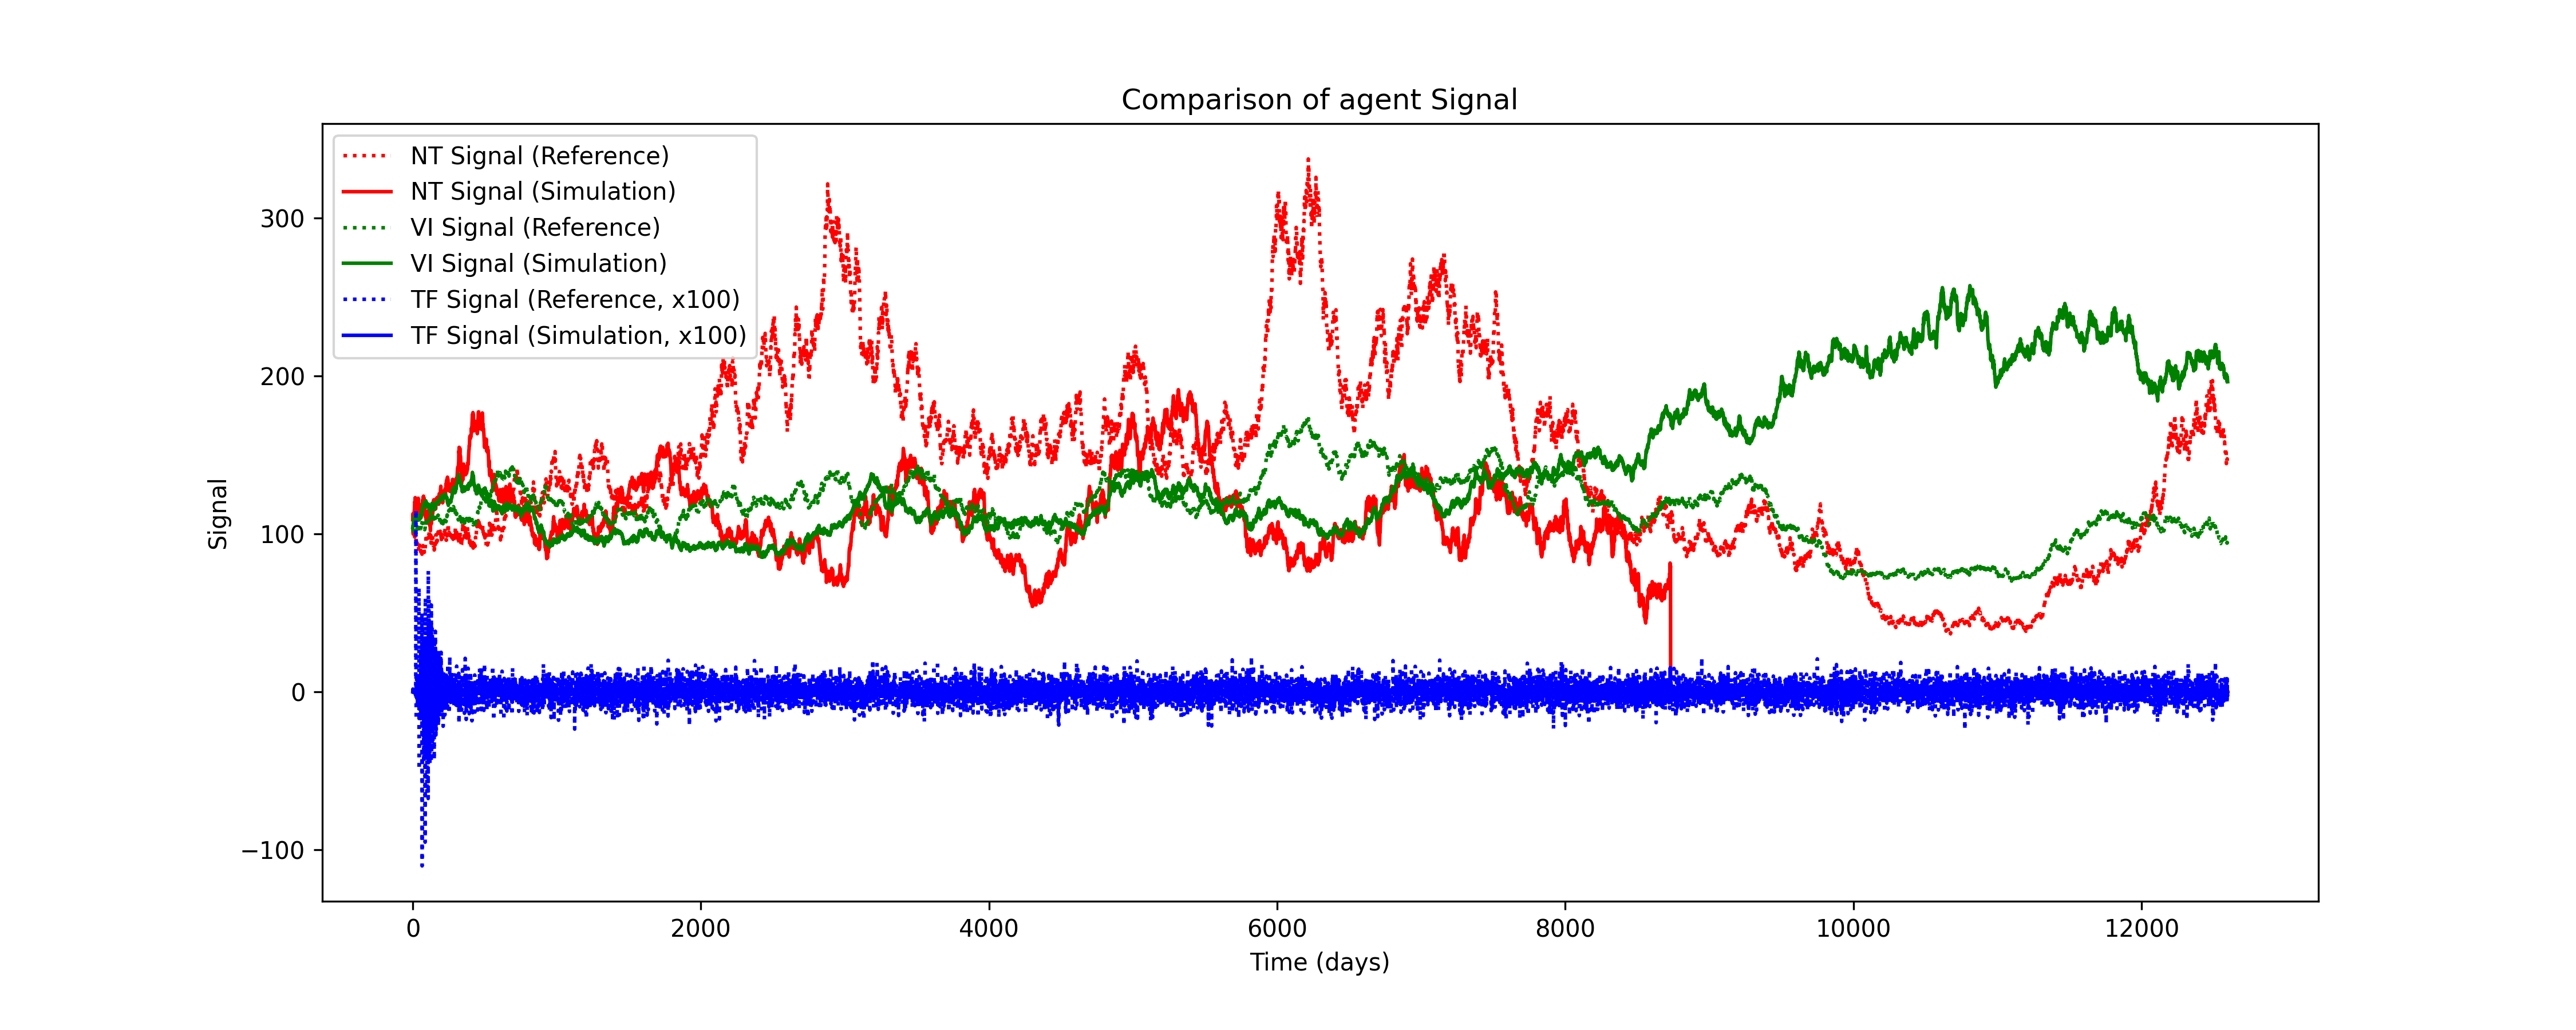 Comparison of agent Signal
NT Signal (Reference)
NT Signal (Simulation)
VI Signal (Reference)
VI Signal (Simulation)
TF Signal (Reference, x100)
TF Signal (Simulation, x100)
Signal
300
200
100
0
−100
0 2000 4000 6000 8000 10000 12000
Time (days)